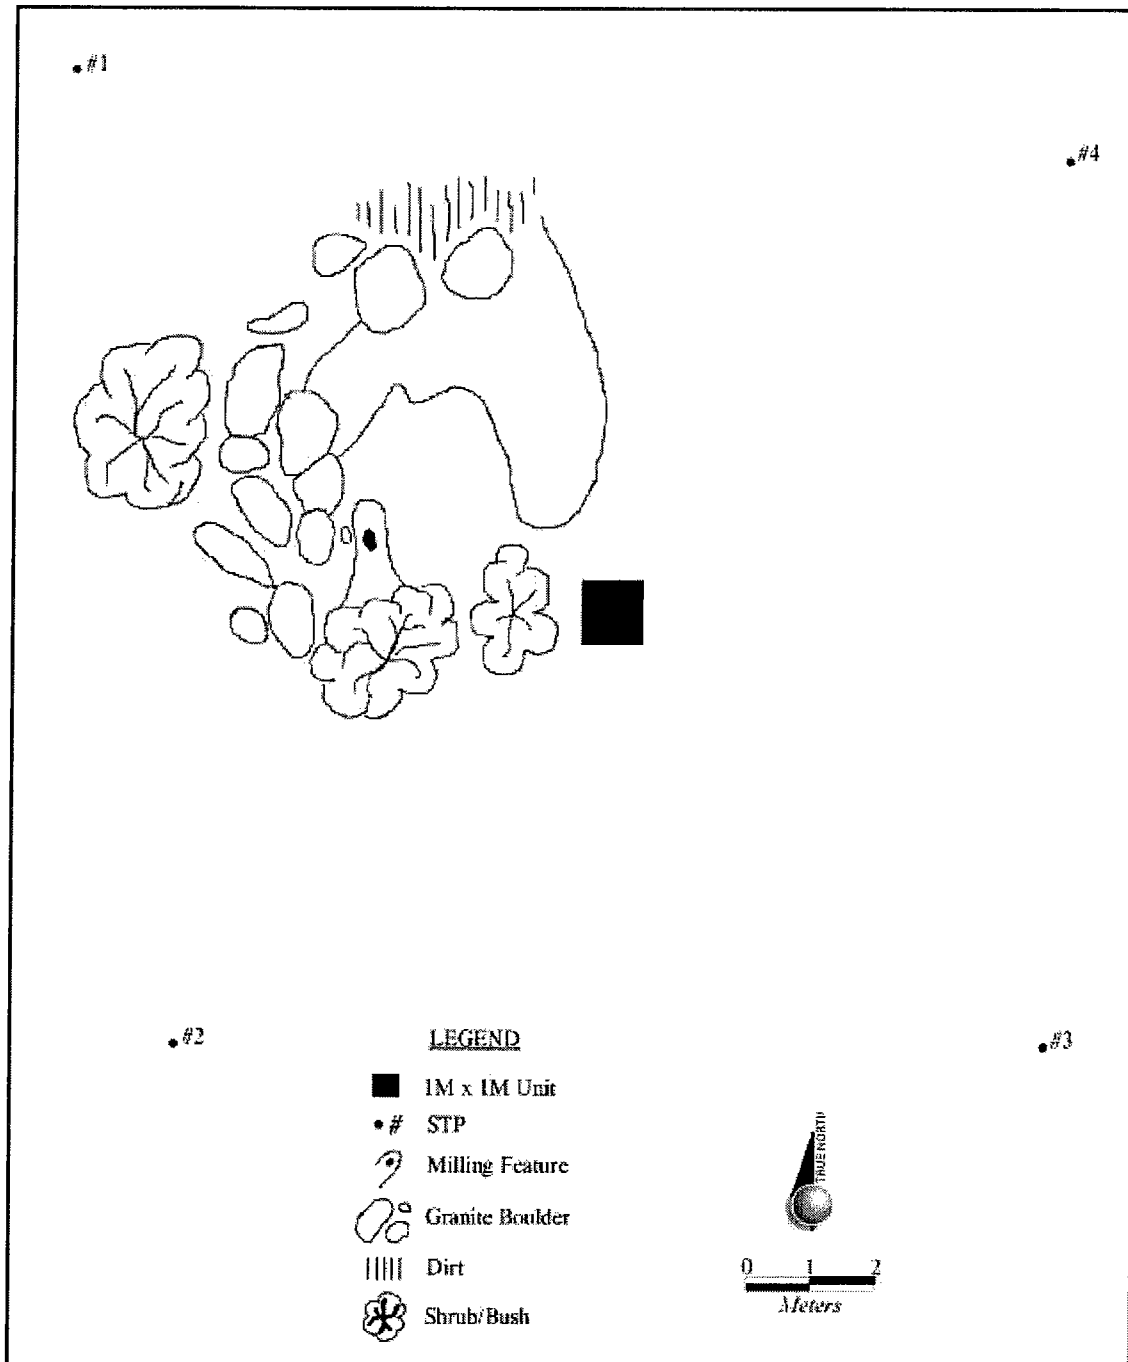 #1
#4
#2
#3
LEGEND
1M x 1M Unit
•# STP
Milling Feature
Granite Boulder
Dirt
Shrub/Bush
TRUE NORTH
0 1 2
Meters